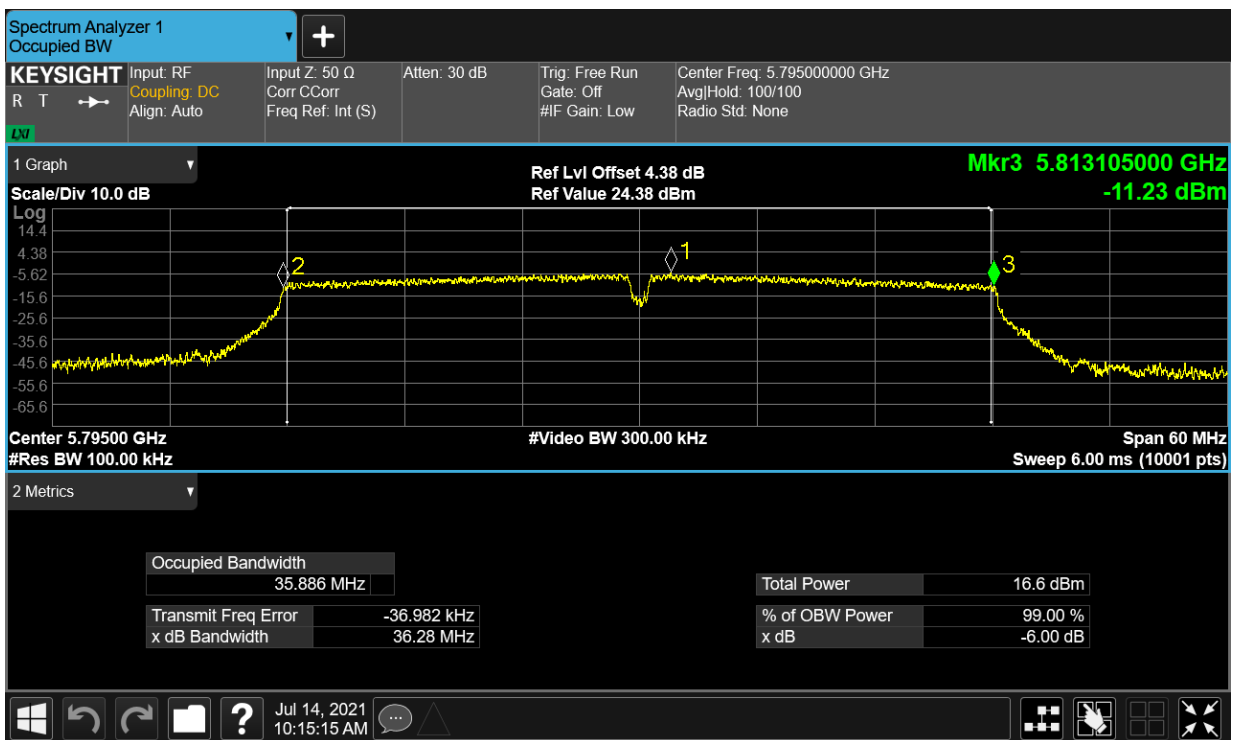 Spectrum Analyzer 1
Occupied BW
+
KEYSIGHT Input: RF Input Z: 50 Ω Atten: 30 dB Trig: Free Run Center Freq: 5.795000000 GHz
R T Coupling: DC Corr CCorr Gate: Off Avg|Hold: 100/100
Align: Auto Freq Ref: Int (S) #IF Gain: Low Radio Std: None
LXI
1 Graph Ref Lvl Offset 4.38 dB Mkr3 5.813105000 GHz
Scale/Div 10.0 dB Ref Value 24.38 dBm -11.23 dBm
Log
14.4
4.38
-5.62
-15.6
-25.6
-35.6
-45.6
-55.6
-65.6
2
1
3
Center 5.79500 GHz #Video BW 300.00 kHz Span 60 MHz
#Res BW 100.00 kHz Sweep 6.00 ms (10001 pts)
2 Metrics
Occupied Bandwidth
35.886 MHz Total Power 16.6 dBm
Transmit Freq Error -36.982 kHz % of OBW Power 99.00 %
x dB Bandwidth 36.28 MHz x dB -6.00 dB
? Jul 14, 2021
10:15:15 AM